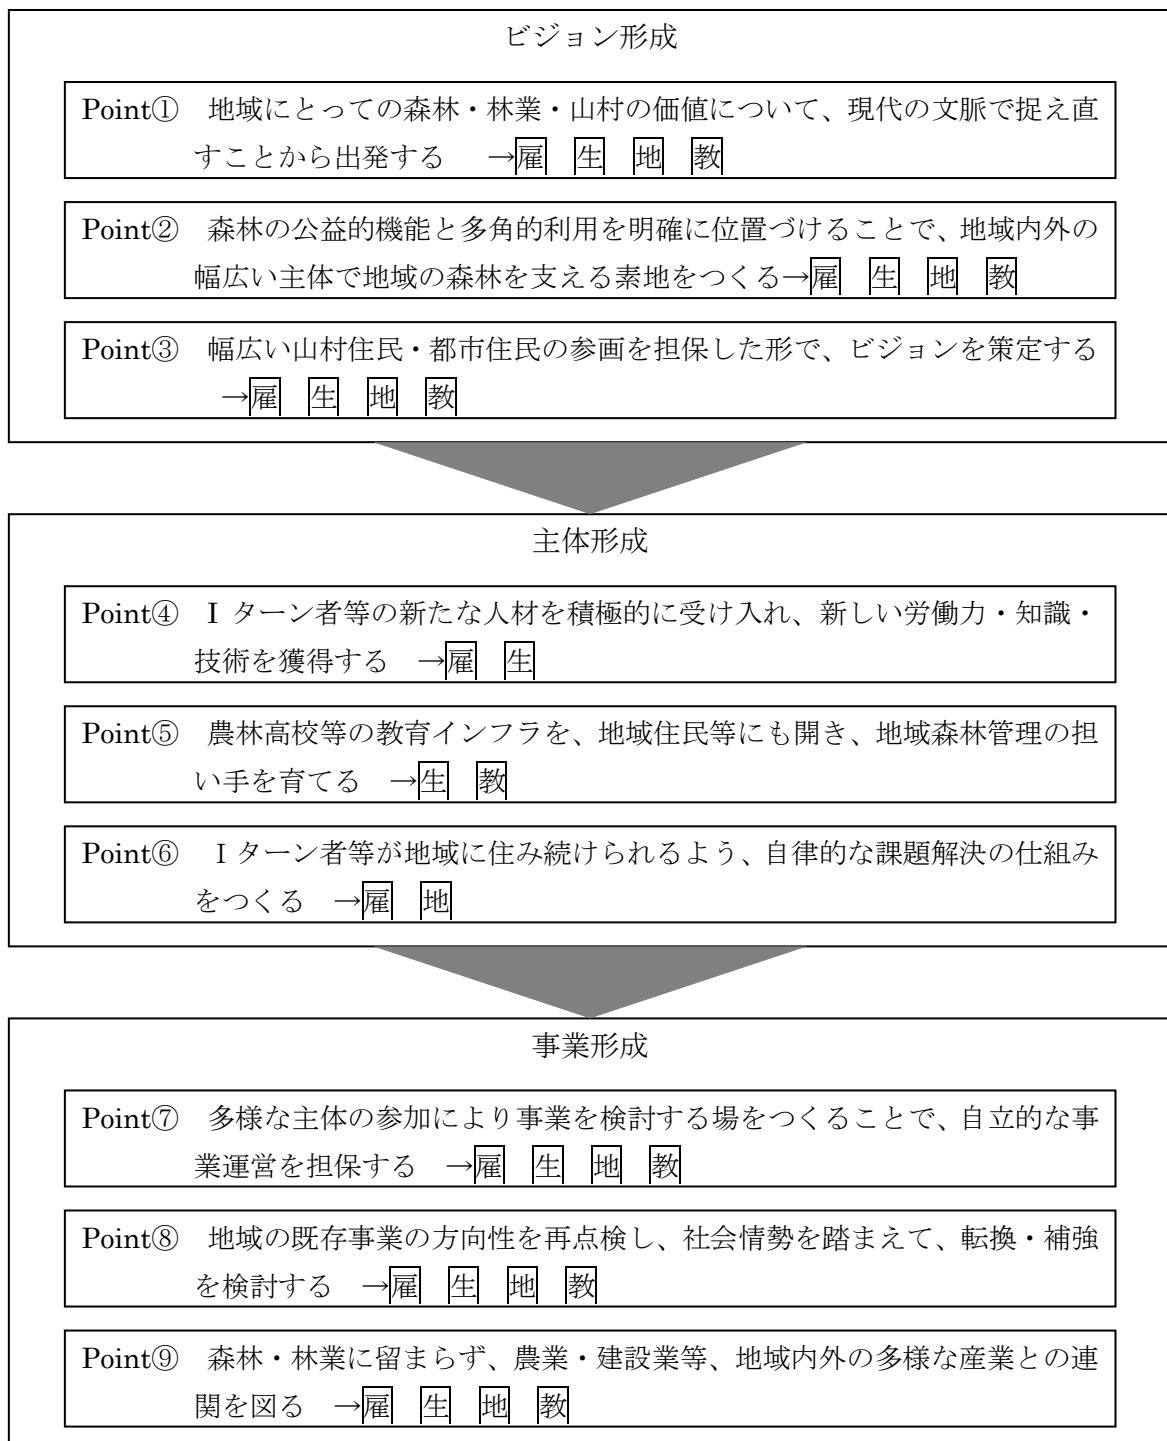 ビジョン形成
Point① 地域にとっての森林・林業・山村の価値について、現代の文脈で捉え直
すことから出発する →雇 生 地 教
Point② 森林の公益的機能と多角的利用を明確に位置づけることで、地域内外の
幅広い主体で地域の森林を支える素地をつくる→雇 生 地 教
Point③ 幅広い山村住民・都市住民の参画を担保した形で、ビジョンを策定する
→雇 生 地 教
主体形成
Point④ Iターン者等の新たな人材を積極的に受け入れ、新しい労働力・知識・
技術を獲得する →雇 生
Point⑤ 農林高校等の教育インフラを、地域住民等にも開き、地域森林管理の担
い手を育てる →生 教
Point⑥ Iターン者等が地域に住み続けられるよう、自律的な課題解決の仕組み
をつくる →雇 地
事業形成
Point⑦ 多様な主体の参加により事業を検討する場をつくることで、自立的な事
業運営を担保する →雇 生 地 教
Point⑧ 地域の既存事業の方向性を再点検し、社会情勢を踏まえて、転換・補強
を検討する →雇 生 地 教
Point⑨ 森林・林業に留まらず、農業・建設業等、地域内外の多様な産業との連
関を図る →雇 生 地 教